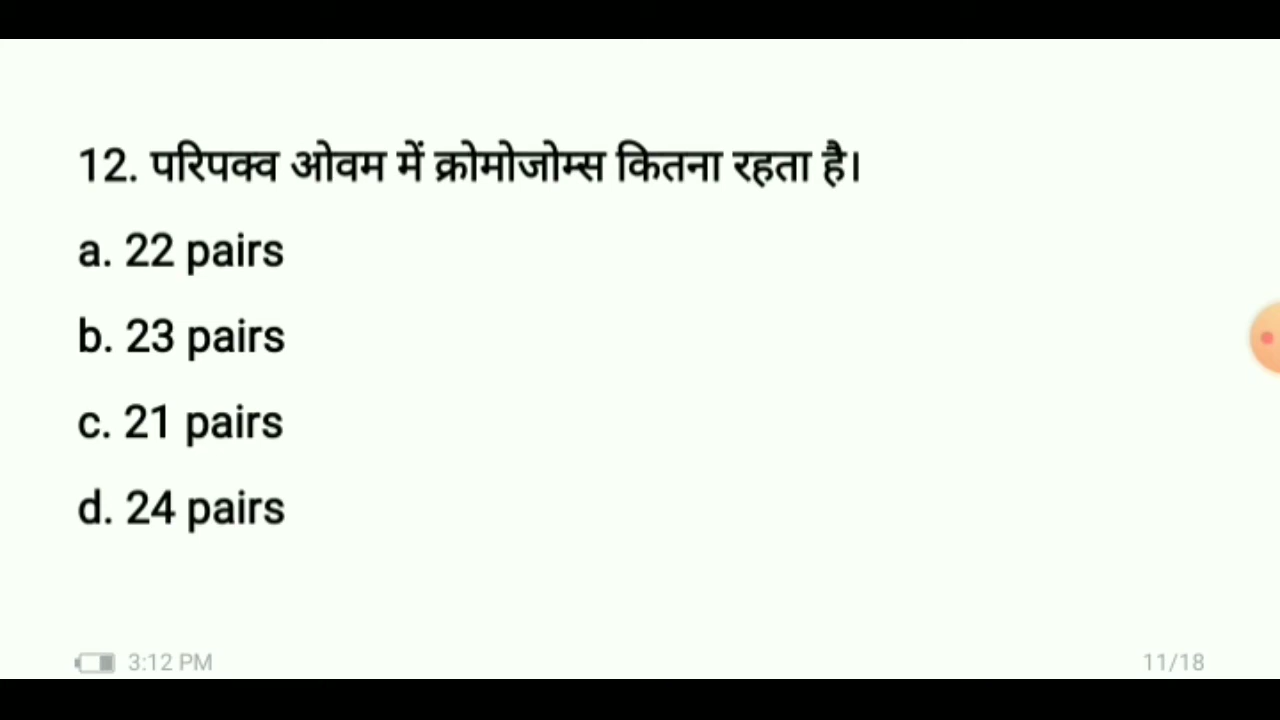 12. परिपक्व ओवम में क्रोमोजोम्स कितना रहता है।
a. 22 pairs
b. 23 pairs
c. 21 pairs
d. 24 pairs
3:12 PM
11/18